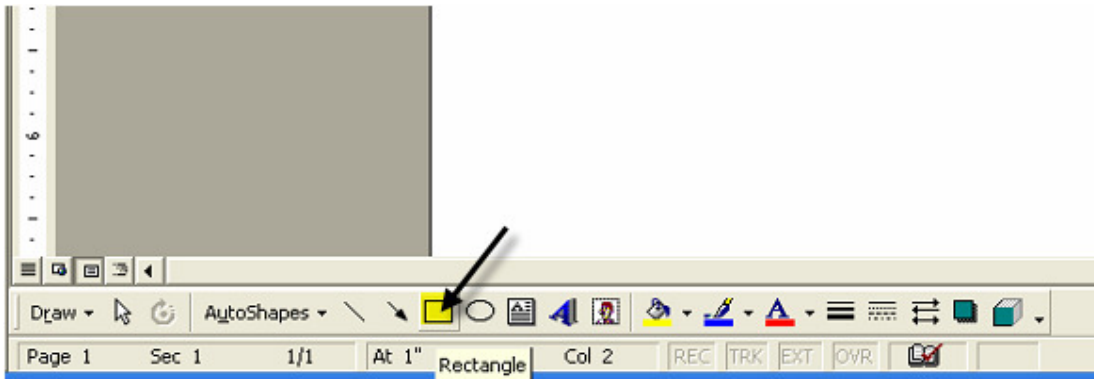 6
Draw AutoShapes A
Page 1 Sec 1 1/1 At 1" Col 2 REC TRK EXT OVR
Rectangle